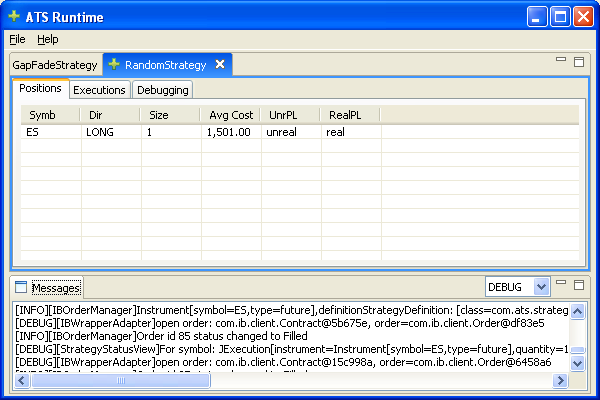 ATS Runtime
File Help
GapFadeStrategy RandomStrategy
Positions Executions Debugging
Symb Dir Size Avg Cost UnrPL RealPL
ES LONG 1 1,501.00 unreal real
Messages DEBUG
[INFO][IBOrderManager]Instrument[symbol=ES,type=future],definitionStrategyDefinition: [class=com.ats.strateg
[DEBUG][IBWrapperAdapter]open order: com.ib.client.Contract@5b675e, order=com.ib.client.Order@df83e5
[INFO][IBOrderManager]Order id 85 status changed to Filled
[DEBUG][StrategyStatusView]For symbol: JExecution[instrument=Instrument[symbol=ES,type=future],quantity=1
[DEBUG][IBWrapperAdapter]open order: com.ib.client.Contract@15c998a, order=com.ib.client.Order@6458a6